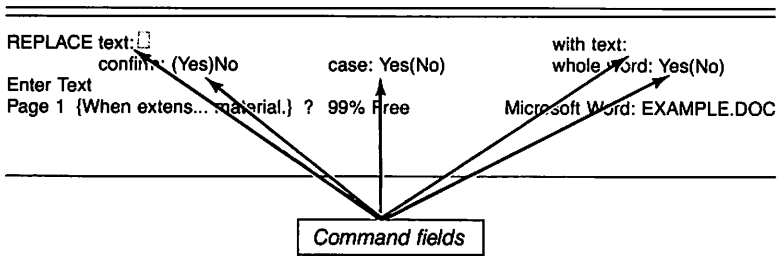 REPLACE text: with text:
confirm: (Yes)No case: Yes(No) whole word: Yes(No)
Enter Text
Page 1 {When extens... material.} ? 99% Free Microsoft Word: EXAMPLE.DOC
Command fields